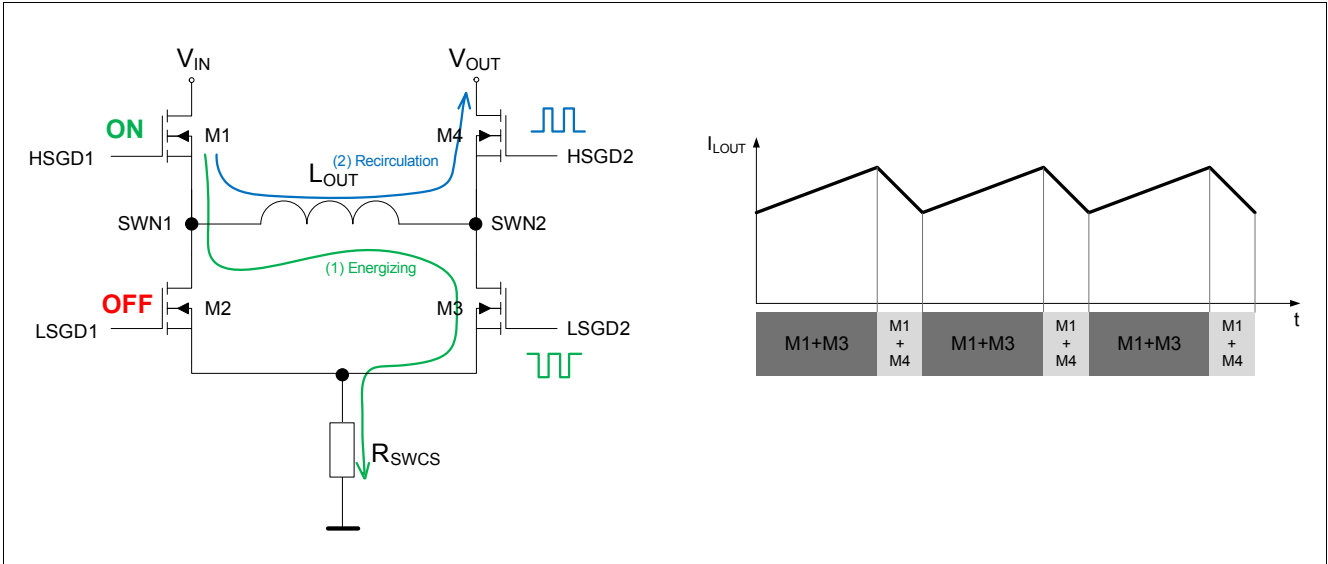 VIN
VOUT
ON
M1
M4
HSGD1
(2) Recirculation
HSGD2
LOUT
SWN1
SWN2
(1) Energizing
OFF
M2
M3
LSGD1
LSGD2
RSWCS
ILOUT
t
M1+M3
M1
+
M4
M1+M3
M1
+
M4
M1+M3
M1
+
M4